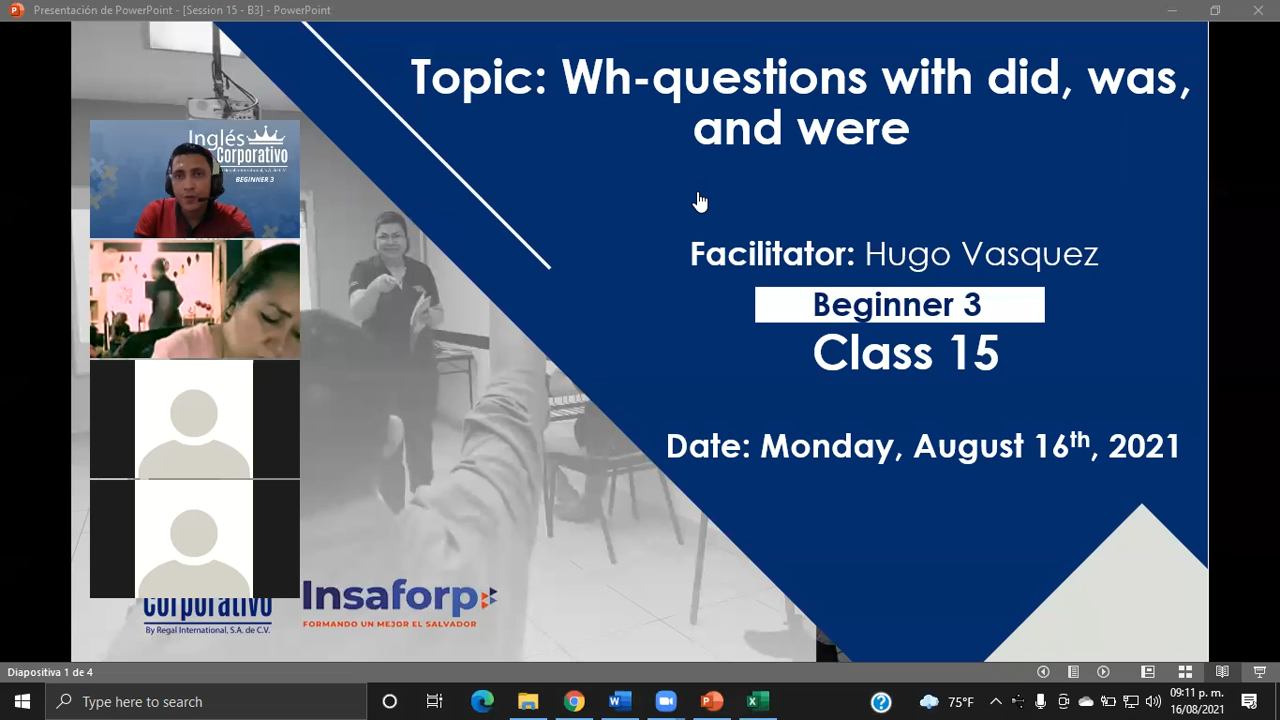 Presentación de PowerPoint - [Session 15 - B3] - PowerPoint
Topic: Wh-questions with did, was,
and were
Inglés
Corporativo
BEGINNER 3
Facilitator: Hugo Vasquez
Beginner 3
Class 15
Date: Monday, August 16th, 2021
Corporativo
By Regal International, S.A. de C.V.
Insaforp
FORMANDO UN MEJOR EL SALVADOR
Diapositiva 1 de 4
Type here to search
75°F
09:11 p. m.
16/08/2021